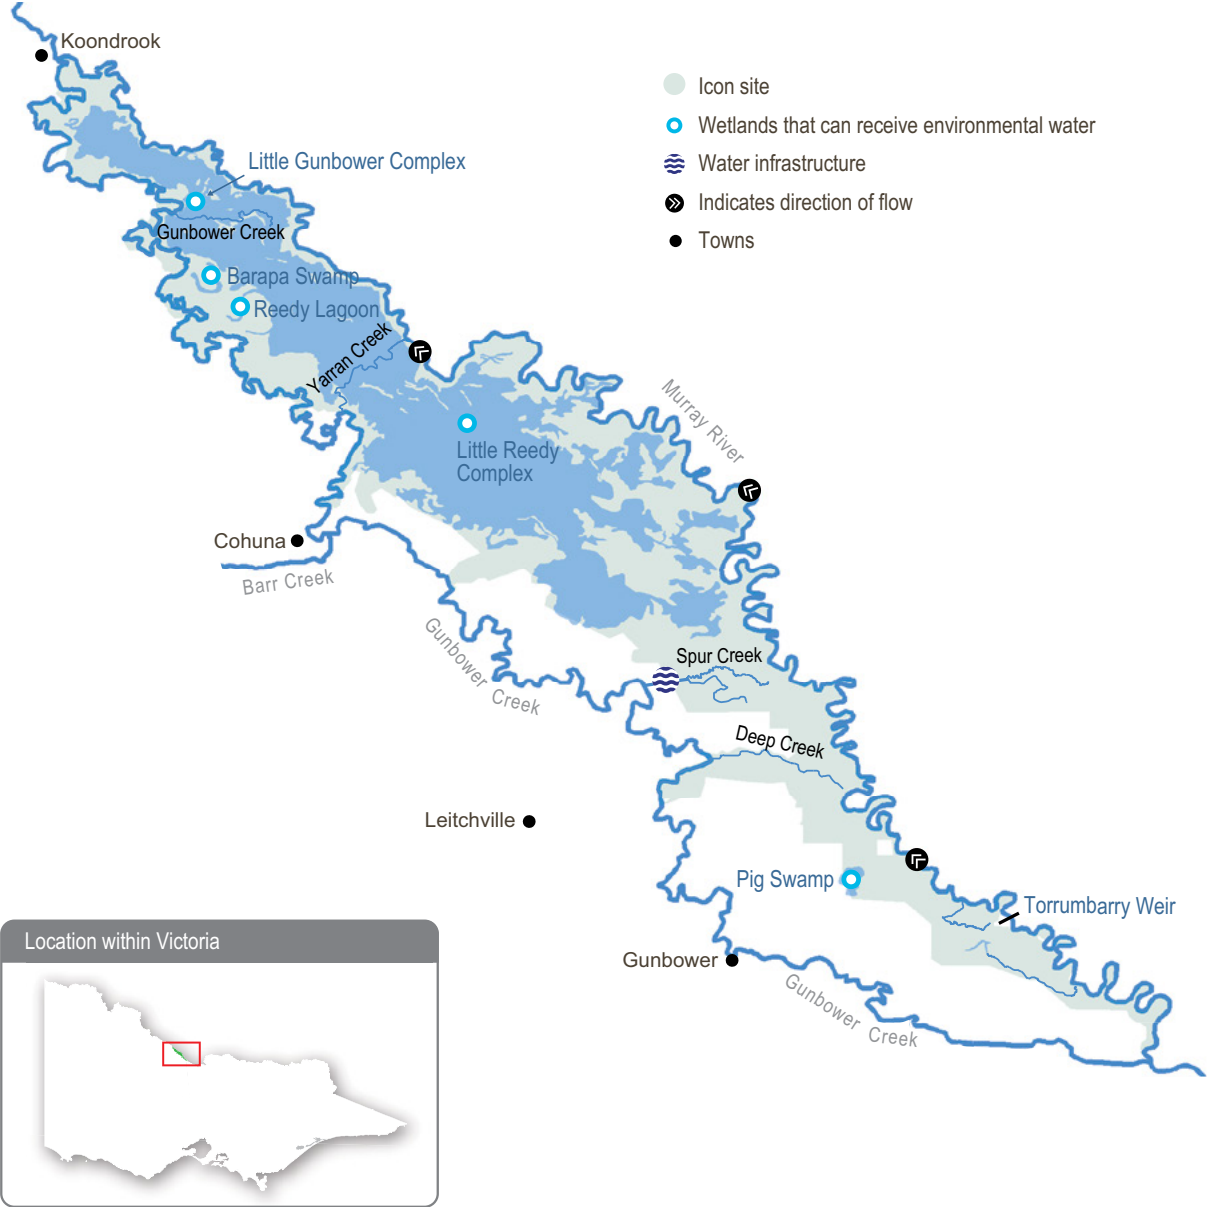 Koondrook
Icon site
Wetlands that can receive environmental water
Water infrastructure
Indicates direction of flow
Towns
Little Gunbower Complex
Gunbower Creek
Barapa Swamp
Reedy Lagoon
Yarran Creek
Murray River
Little Reedy
Complex
Cohuna
Barr Creek
Gunbower Creek
Spur Creek
Deep Creek
Leitchville
Pig Swamp
Torrumbarry Weir
Gunbower
Gunbower Creek
Location within Victoria